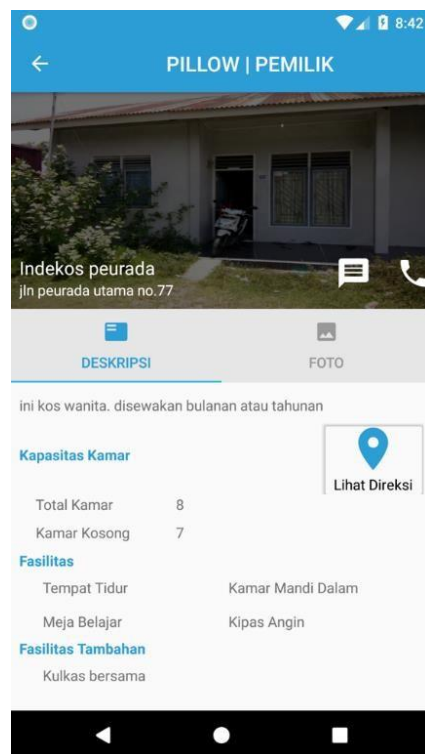 8:42
PILLOW | PEMILIK
Indekos peurada
jln peurada utama no.77
DESKRIPSI
FOTO
ini kos wanita. disewakan bulanan atau tahunan
Kapasitas Kamar
Lihat Direksi
Total Kamar 8
Kamar Kosong 7
Fasilitas
Tempat Tidur Kamar Mandi Dalam
Meja Belajar Kipas Angin
Fasilitas Tambahan
Kulkas bersama